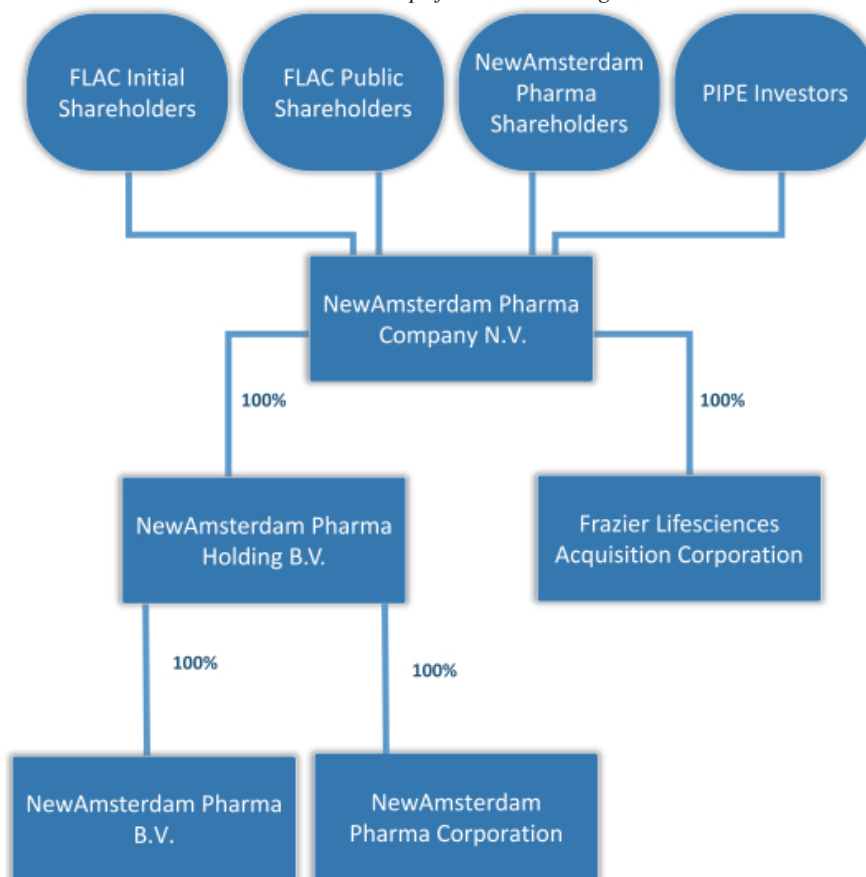 FLAC Initial
Shareholders
FLAC Public
Shareholders
NewAmsterdam
Pharma
Shareholders
PIPE Investors
NewAmsterdam Pharma
Company N.V.
100%
100%
NewAmsterdam Pharma
Holding B.V.
Frazier Lifesciences
Acquisition Corporation
100%
100%
NewAmsterdam Pharma
B.V.
NewAmsterdam
Pharma Corporation